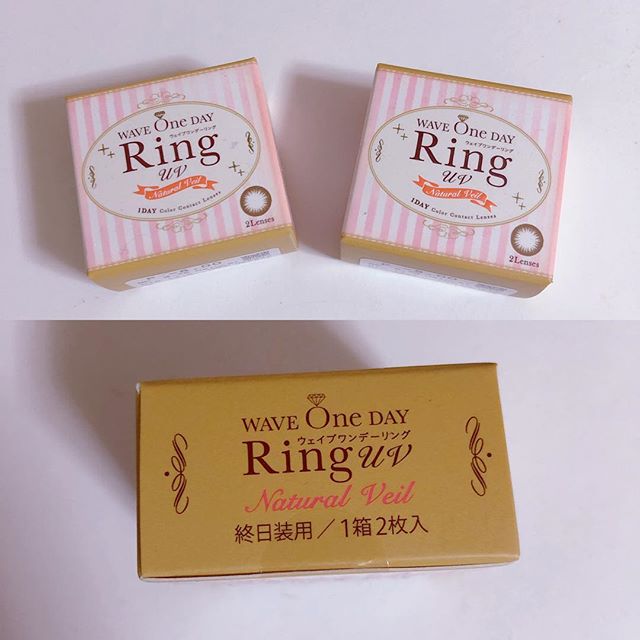 WAVE One DAY
ウェイブワンデーリング
Ring
UV
Natural Veil
1DAY Color Contact Lenses
2Lenses
WAVE One DAY
ウェイブワンデーリング
Ring
UV
Natural Veil
1DAY Color Contact Lenses
2Lenses
WAVE One DAY
ウェイブワンデーリング
Ring UV
Natural Veil
終日装用/1箱2枚入